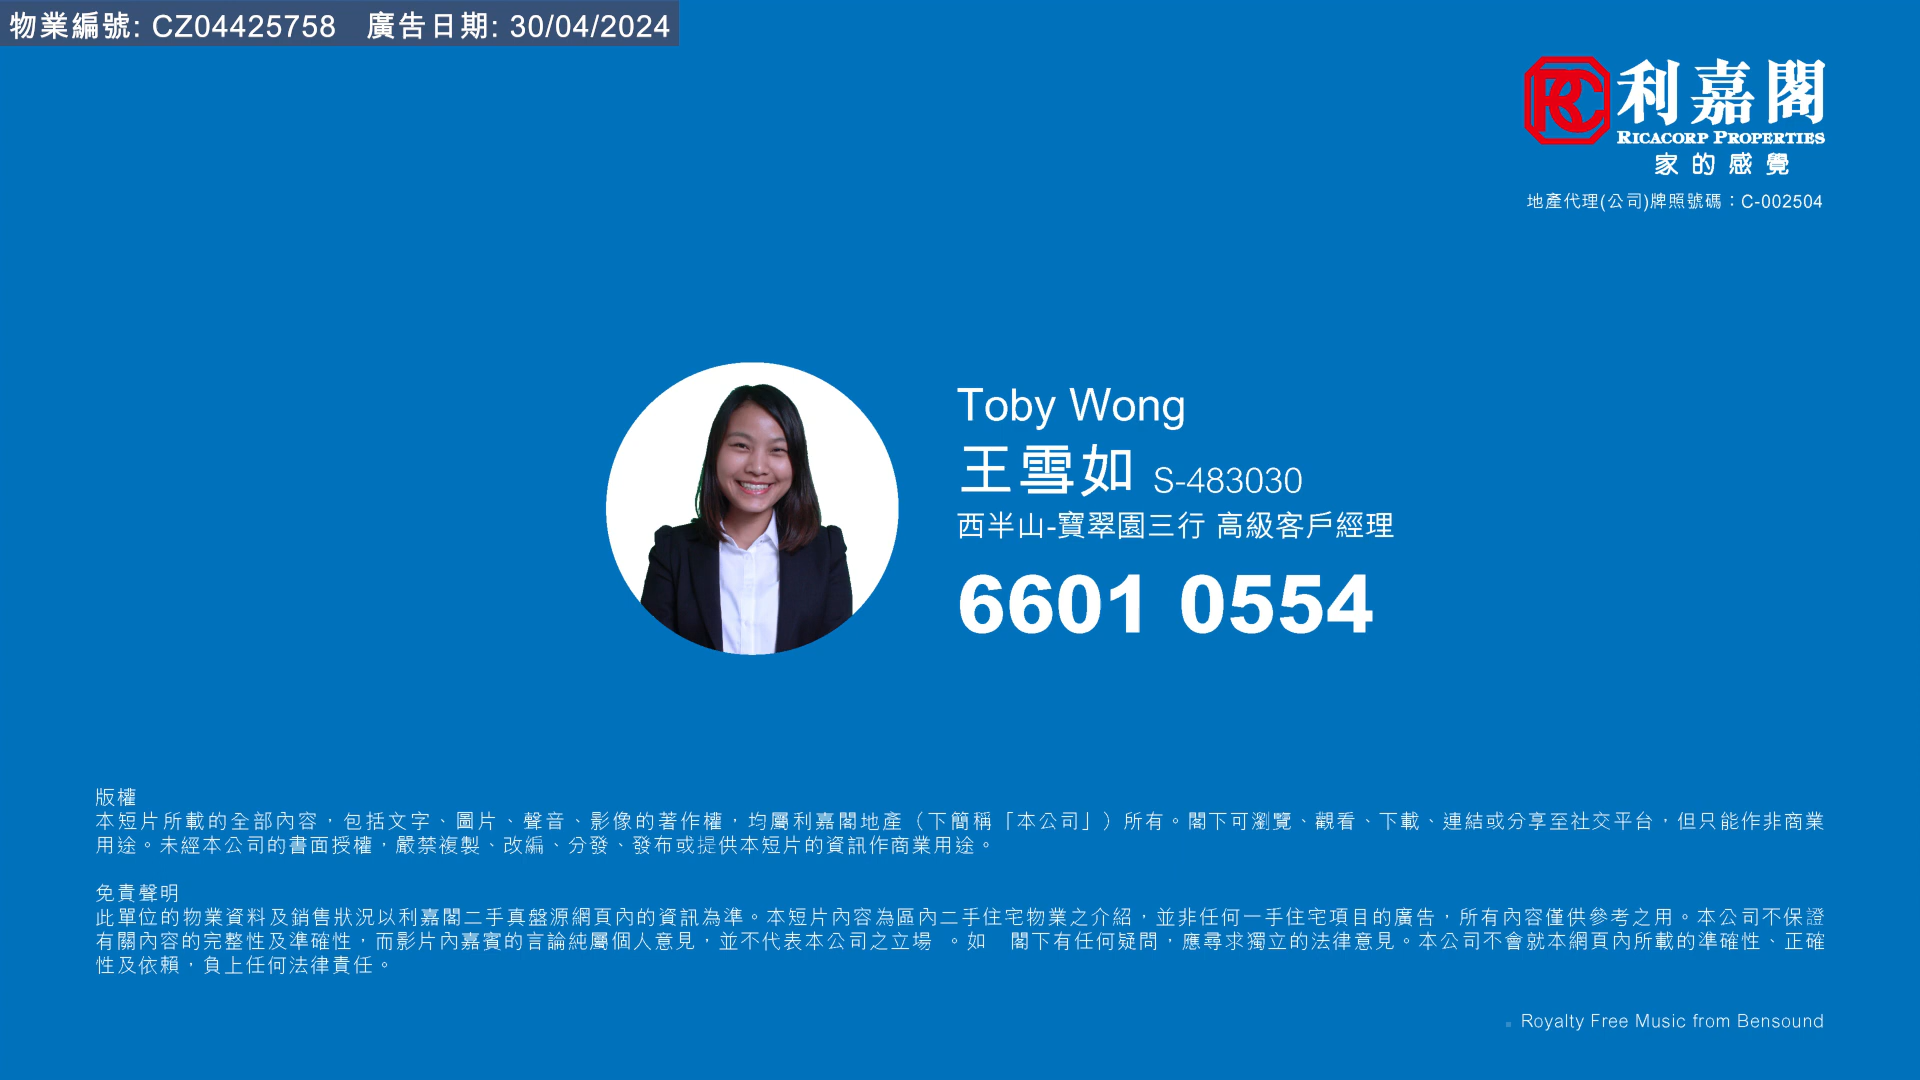 物業編號: CZ04425758 廣告日期: 30/04/2024
RC 利嘉閣
RICACORP PROPERTIES
家的感覺
地產代理(公司)牌照號碼：C-002504
Toby Wong
王雪如 S-483030
西半山-寶翠園三行 高級客戶經理
6601 0554
版權
本短片所載的全部內容，包括文字、圖片、聲音、影像的著作權，均屬利嘉閣地產（下簡稱「本公司」）所有。閣下可瀏覽、觀看、下載、連結或分享至社交平台，但只能作非商業
用途。未經本公司的書面授權，嚴禁複製、改編、分發、發布或提供本短片的資訊作商業用途。
免責聲明
此單位的物業資料及銷售狀況以利嘉閣二手真盤源網頁內的資訊為準。本短片內容為區內二手住宅物業之介紹，並非任何一手住宅項目的廣告，所有內容僅供參考之用。本公司不保證
有關內容的完整性及準確性，而影片內嘉賓的言論純屬個人意見，並不代表本公司之立場 。如 閣下有任何疑問，應尋求獨立的法律意見。本公司不會就本網頁內所載的準確性、正確
性及依賴，負上任何法律責任。
Royalty Free Music from Bensound